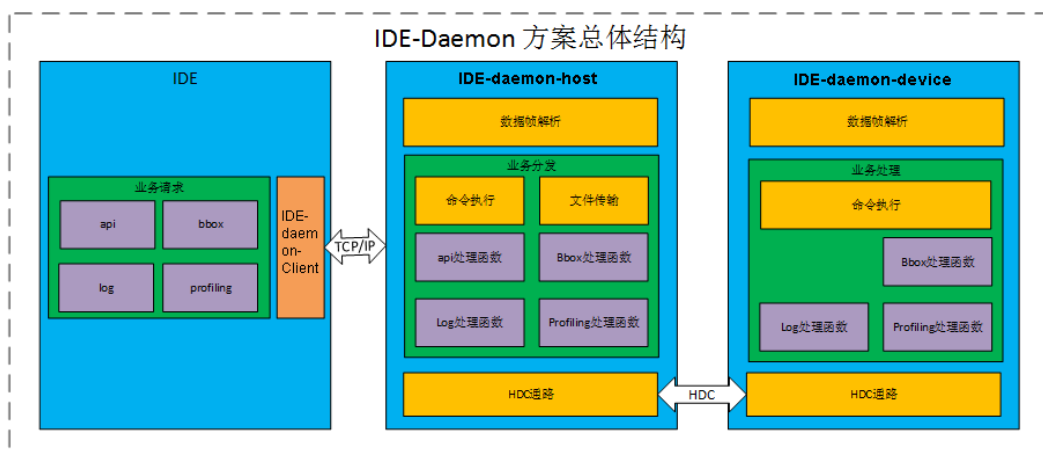 IDE-Daemon 方案总体结构
IDE
业务请求
api
bbox
log
profiling
IDE-
daem
on-
Client
TCP/IP
IDE-daemon-host
数据帧解析
业务分发
命令执行
文件传输
api处理函数
Bbox处理函数
Log处理函数
Profiling处理函数
HDC通路
HDC
IDE-daemon-device
数据帧解析
业务处理
命令执行
Bbox处理函数
Log处理函数
Profiling处理函数
HDC通路